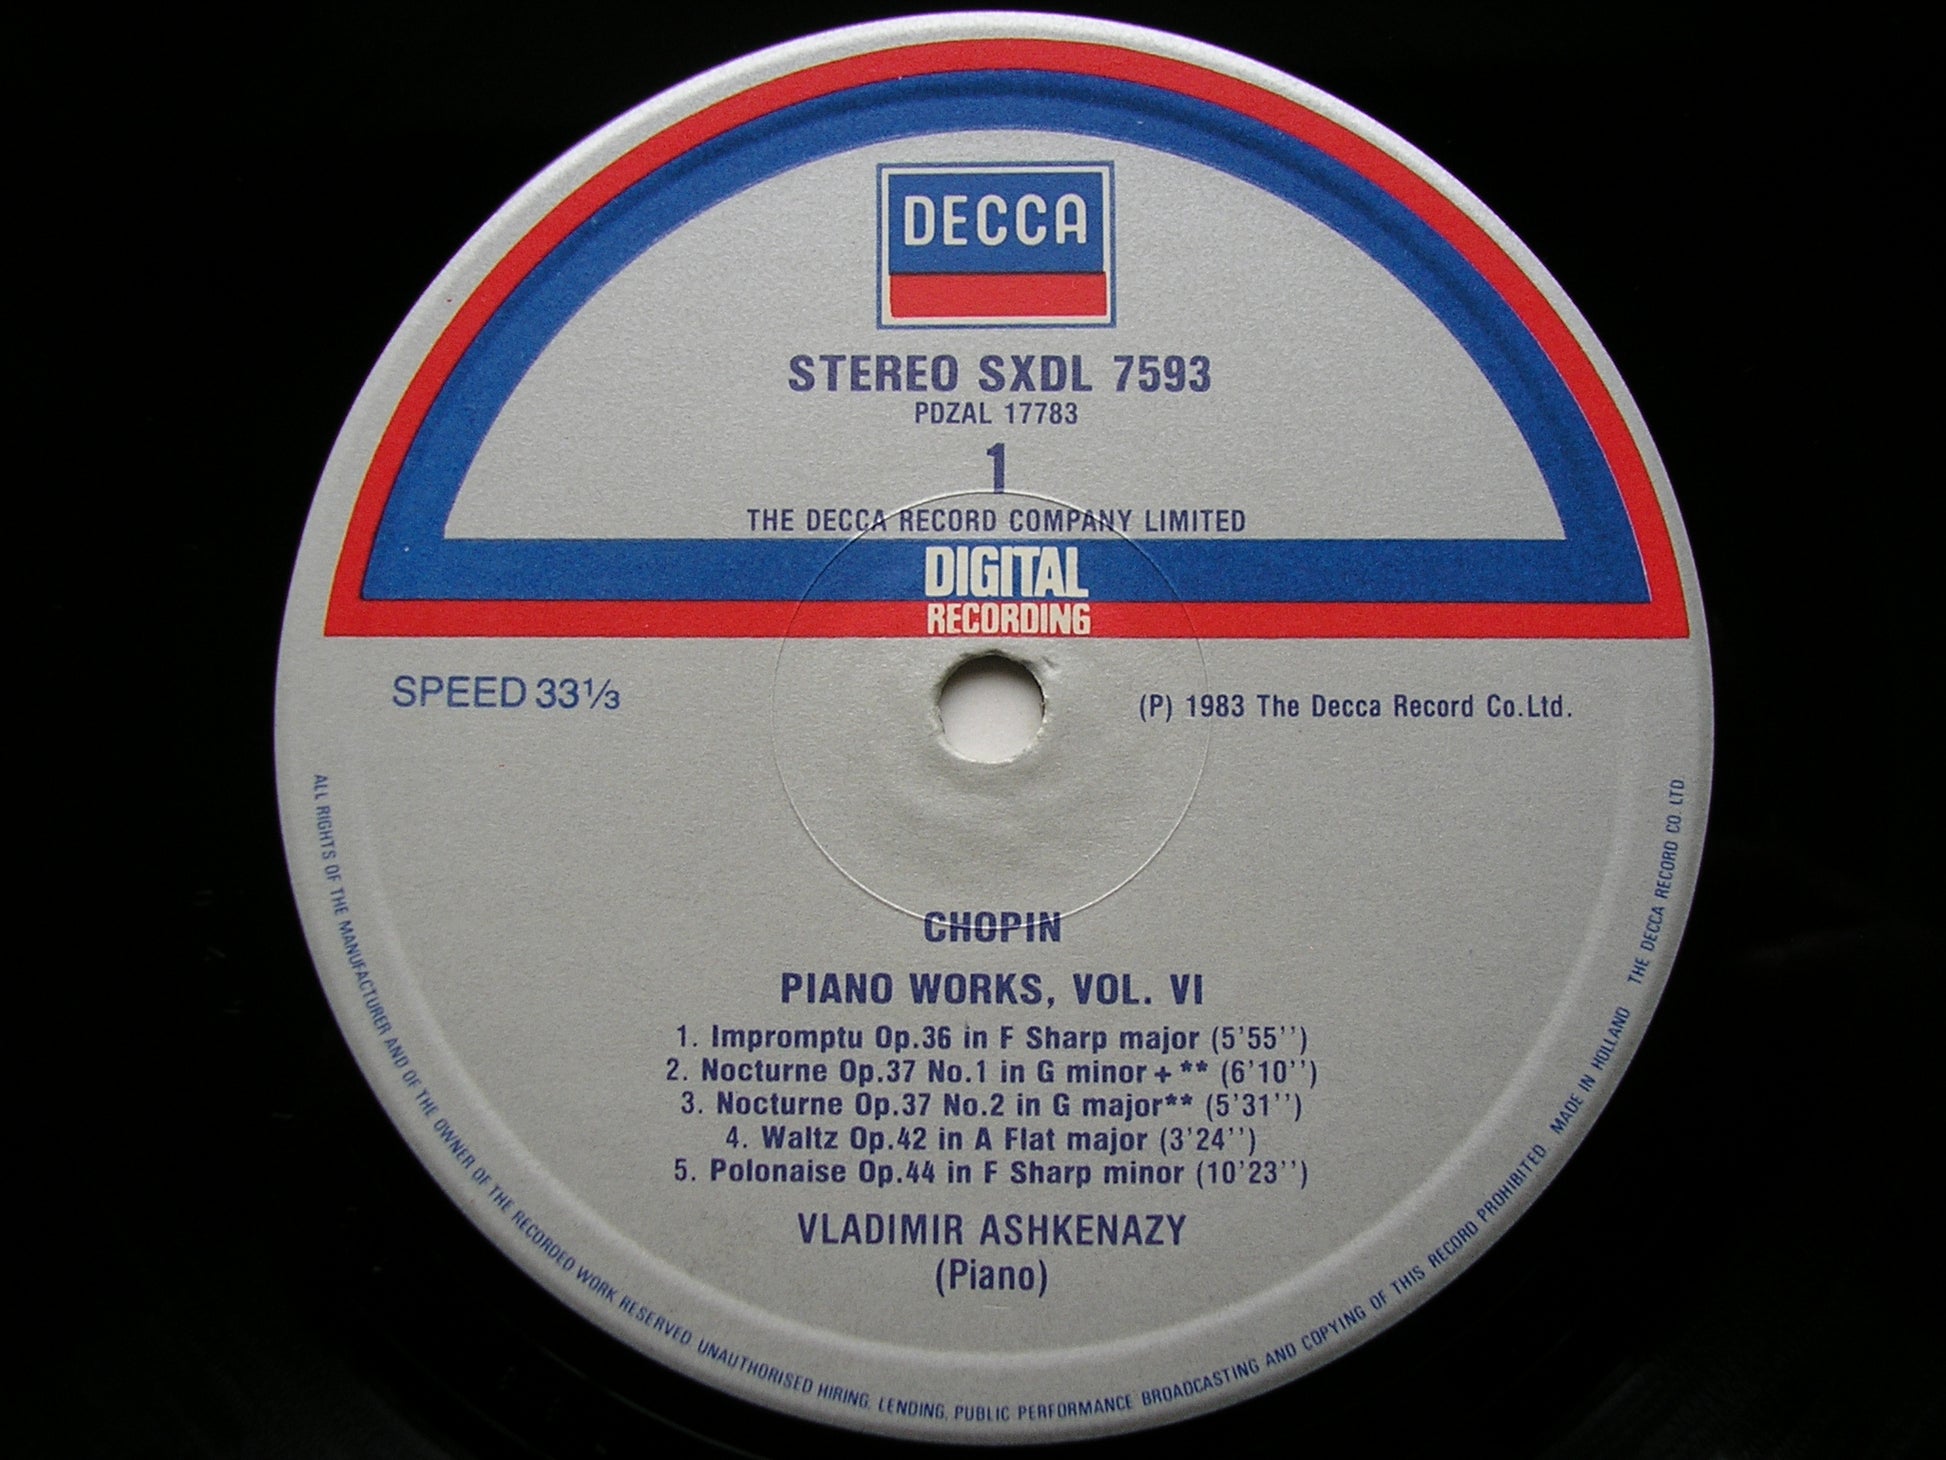 DECCA
STEREO SXDL 7593
PDZAL 17783
1
THE DECCA RECORD COMPANY LIMITED
DIGITAL
RECORDING
SPEED 33⅓
(P) 1983 The Decca Record Co.Ltd.
CHOPIN
PIANO WORKS, VOL. VI
1. Impromptu Op.36 in F Sharp major (5'55'')
2. Nocturne Op.37 No.1 in G minor+** (6'10'')
3. Nocturne Op.37 No.2 in G major** (5'31'')
4. Waltz Op.42 in A Flat major (3'24'')
5. Polonaise Op.44 in F Sharp minor (10'23'')
VLADIMIR ASHKENAZY
(Piano)
ALL RIGHTS OF THE MANUFACTURER AND OF THE OWNER OF THE RECORDED WORK RESERVED. UNAUTHORISED HIRING, LENDING, PUBLIC PERFORMANCE BROADCASTING AND COPYING OF THIS RECORD PROHIBITED MADE IN HOLLAND THE DECCA RECORD CO. LTD